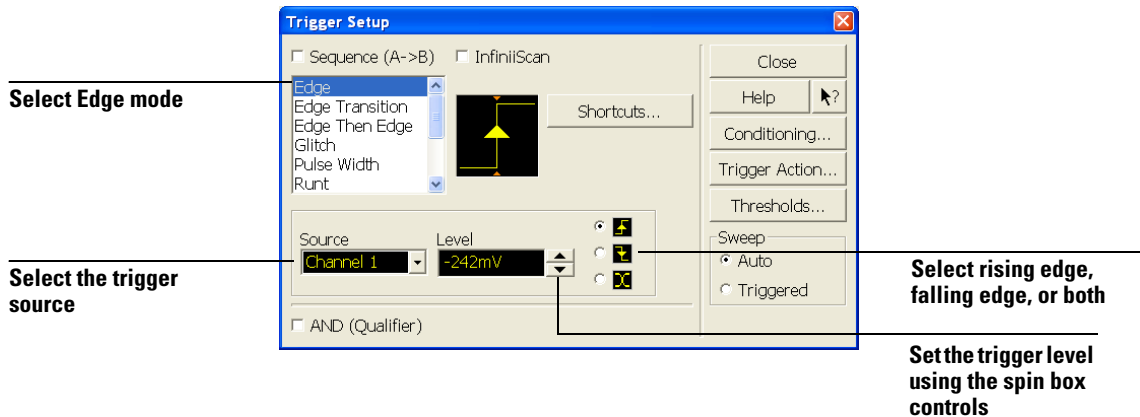 Trigger Setup
Sequence (A->B)
InfiniiScan
Close
Select Edge mode
Edge
Edge Transition
Edge Then Edge
Glitch
Pulse Width
Runt
Shortcuts...
Help
?
Conditioning...
Trigger Action...
Thresholds...
Source
Channel 1
Level
-242mV
Sweep
Auto
Triggered
Select the trigger
source
Select rising edge,
falling edge, or both
AND (Qualifier)
Set the trigger level
using the spin box
controls